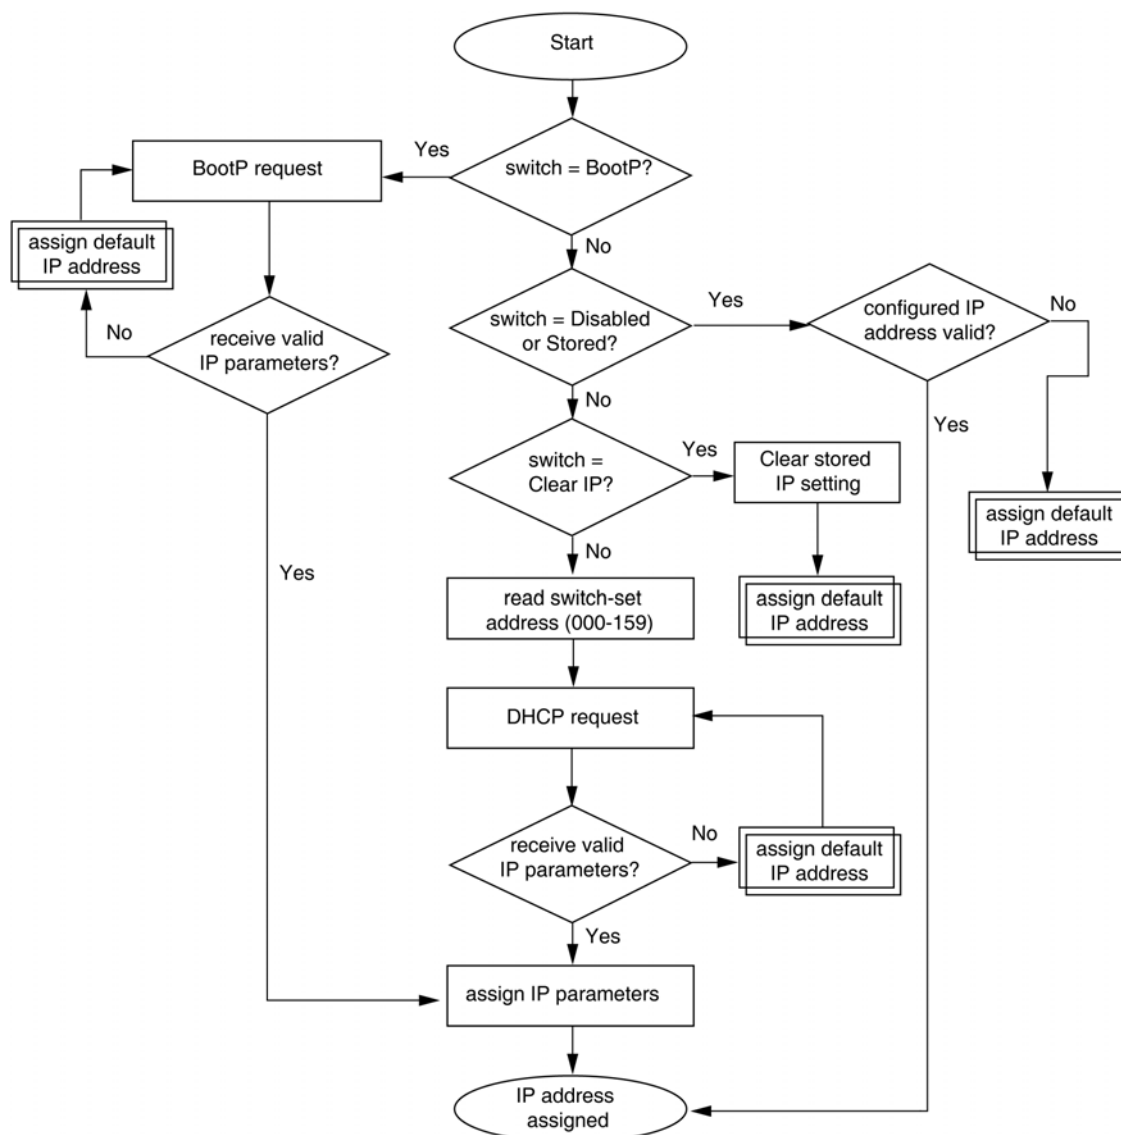 Start
Yes
BootP request
switch = BootP?
assign default
IP address
No
No
receive valid
IP parameters?
switch = Disabled
or Stored?
Yes
configured IP
address valid?
No
No
Yes
switch =
Clear IP?
Yes
Clear stored
IP setting
assign default
IP address
No
Yes
read switch-set
address (000-159)
assign default
IP address
DHCP request
receive valid
IP parameters?
No
assign default
IP address
Yes
assign IP parameters
IP address
assigned